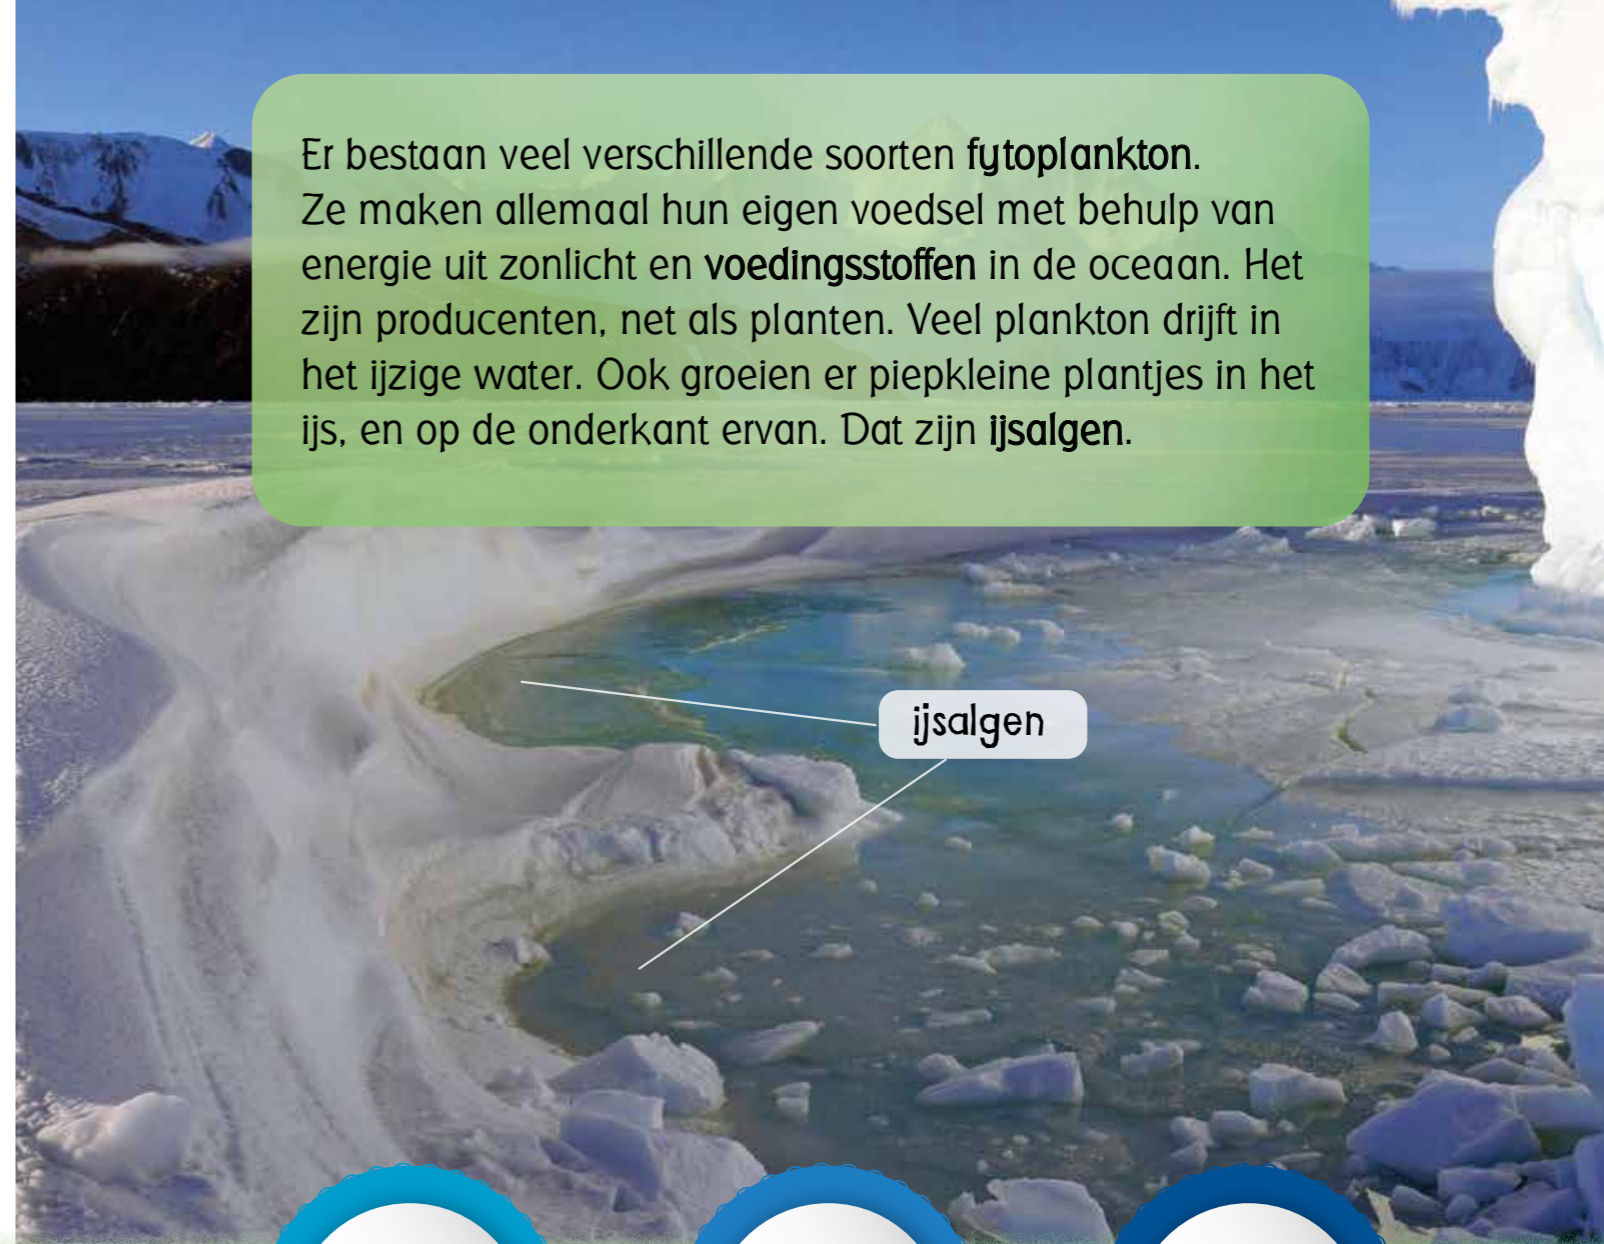 Er bestaan veel verschillende soorten fytoplankton.
Ze maken allemaal hun eigen voedsel met behulp van
energie uit zonlicht en voedingsstoffen in de oceaan. Het
zijn producenten, net als planten. Veel plankton drijft in
het ijzige water. Ook groeien er piepkleine plantjes in het
ijs, en op de onderkant ervan. Dat zijn ijsalgen.
ijsalgen